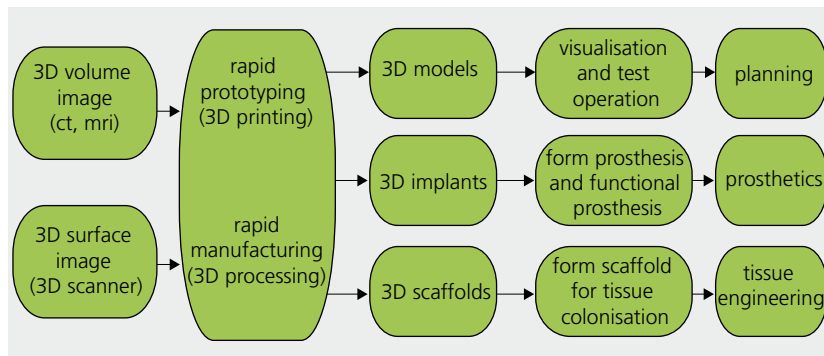 3D volume
image
(ct, mri)
3D surface
image
(3D scanner)
rapid
prototyping
(3D printing)
rapid
manufacturing
(3D processing)
3D models
visualisation
and test
operation
planning
3D implants
form prosthesis
and functional
prosthesis
prosthetics
3D scaffolds
form scaffold
for tissue
colonisation
tissue
engineering